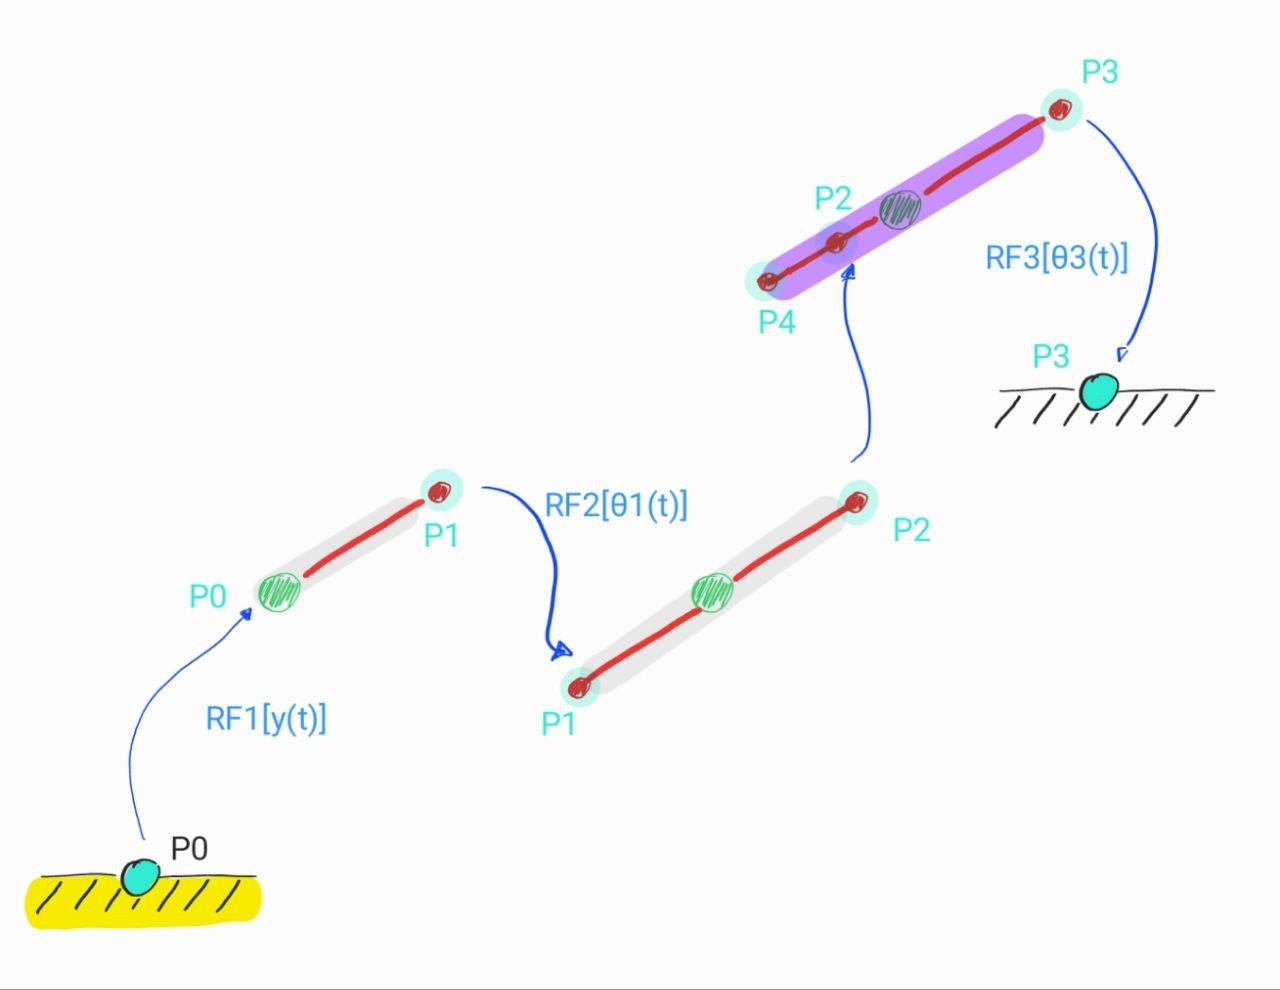 P3
P2
RF3[θ3(t)]
P4
P3
RF2[θ1(t)]
P1
P2
P0
RF1[y(t)]
P1
P0